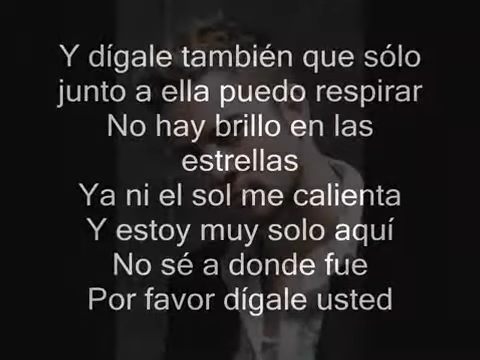 Y dígale también que sólo
junto a ella puedo respirar
No hay brillo en las
estrellas
Ya ni el sol me calienta
Y estoy muy solo aquí
No sé a donde fue
Por favor dígale usted